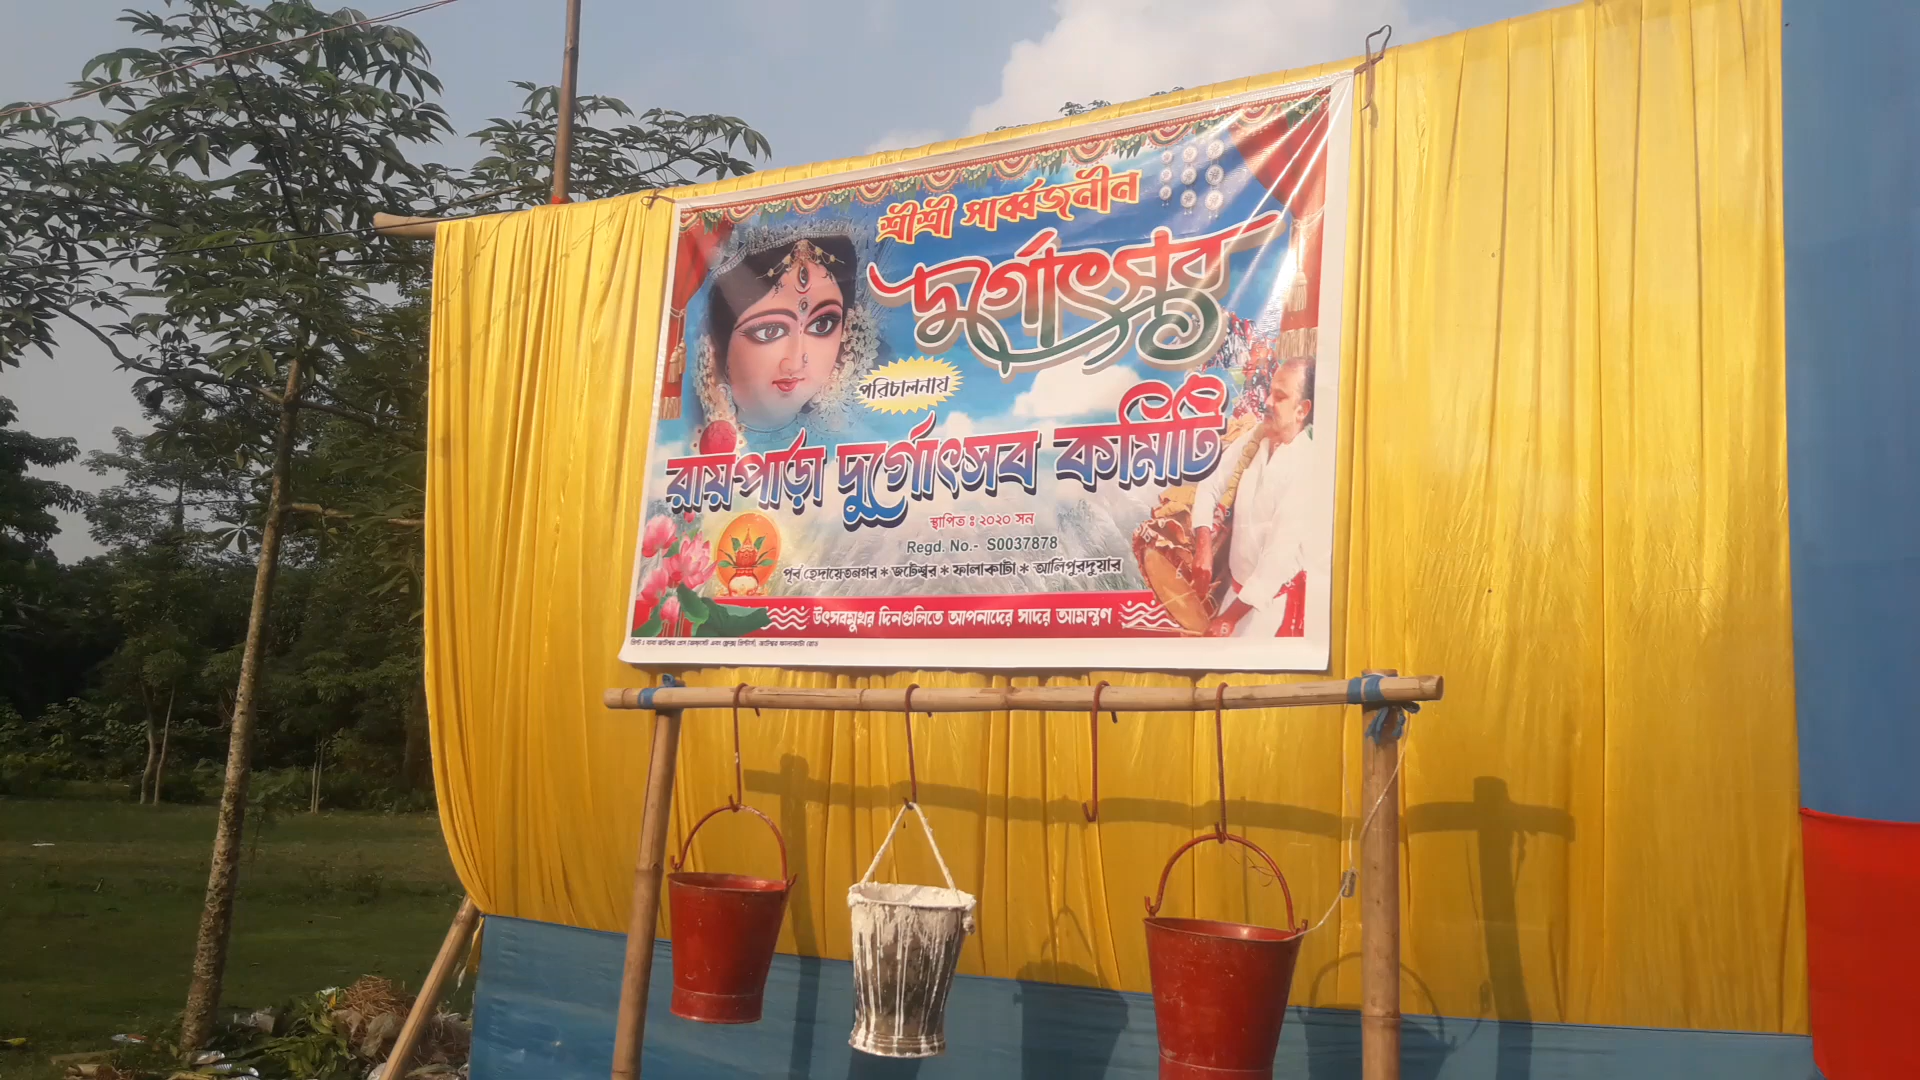 শ্রীশ্রী সার্ব্বজনীন
দুর্গোৎসব
পরিচালনায়
রায়পাড়া দুর্গোৎসব কমিটি
স্থাপিত ঃ ২০২০ সন
Regd. No.- S0037878
পূর্ব হেদায়েতনগর * জটেশ্বর * ফালাকাটা * আলিপুরদুয়ার
উৎসবমুখর দিনগুলিতে আপনাদের সাদর আমন্ত্রণ